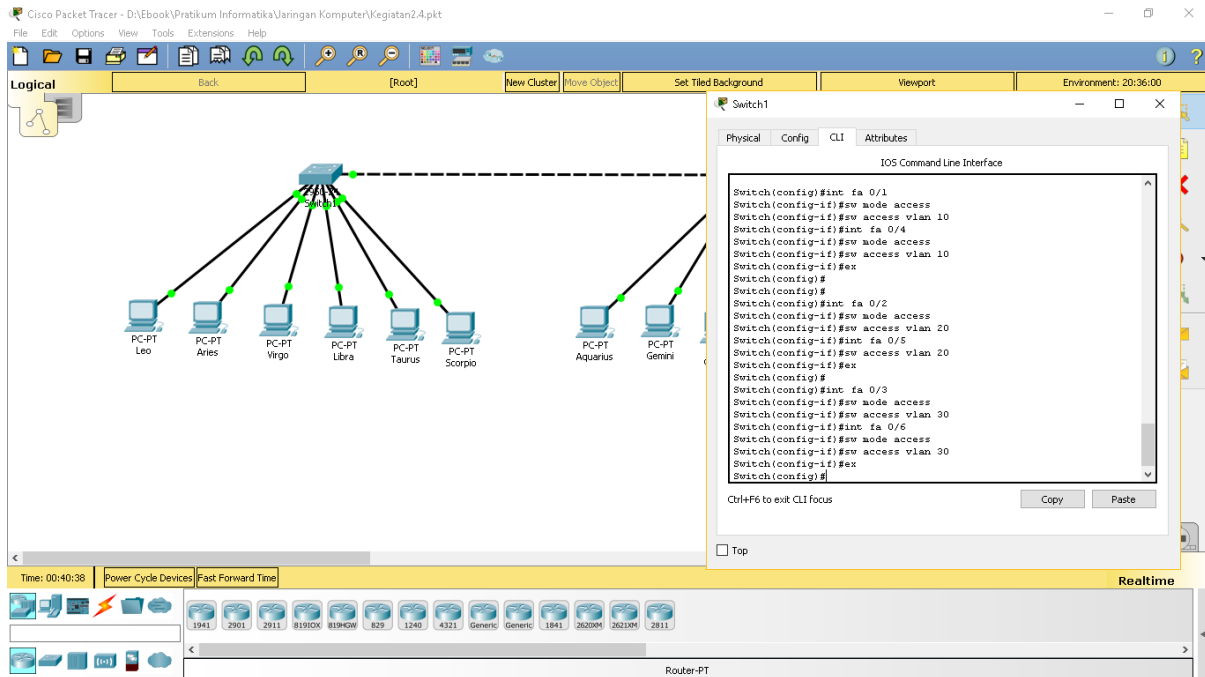 Cisco Packet Tracer - D:\Ebook\Pratikum Informatika\Jaringan Komputer\Kegiatan2.4.pkt
File Edit Options View Tools Extensions Help
Logical Back [Root] New Cluster Move Object Set Tiled Background Viewport Environment: 20:36:00
Switch1
Physical Config CLI Attributes
IOS Command Line Interface
Switch(config)#int fa 0/1
Switch(config-if)#sw mode access
Switch(config-if)#sw access vlan 10
Switch(config-if)#int fa 0/4
Switch(config-if)#sw mode access
Switch(config-if)#sw access vlan 10
Switch(config-if)#ex
Switch(config)#
Switch(config)#
Switch(config)#int fa 0/2
Switch(config-if)#sw mode access
Switch(config-if)#sw access vlan 20
Switch(config-if)#int fa 0/5
Switch(config-if)#sw access vlan 20
Switch(config-if)#ex
Switch(config)#
Switch(config)#int fa 0/3
Switch(config-if)#sw mode access
Switch(config-if)#sw access vlan 30
Switch(config-if)#int fa 0/6
Switch(config-if)#sw mode access
Switch(config-if)#sw access vlan 30
Switch(config-if)#ex
Switch(config)#
Ctrl+F6 to exit CLI focus Copy Paste
Top
Switch1
PC-PT
Leo
PC-PT
Aries
PC-PT
Virgo
PC-PT
Libra
PC-PT
Taurus
PC-PT
Scorpio
PC-PT
Aquarius
PC-PT
Gemini
Time: 00:40:38 Power Cycle Devices Fast Forward Time Realtime
1941 2901 2911 819IOX 819HGW 829 1240 4321 Generic Generic 1841 2620XM 2621XM 2811
Router-PT